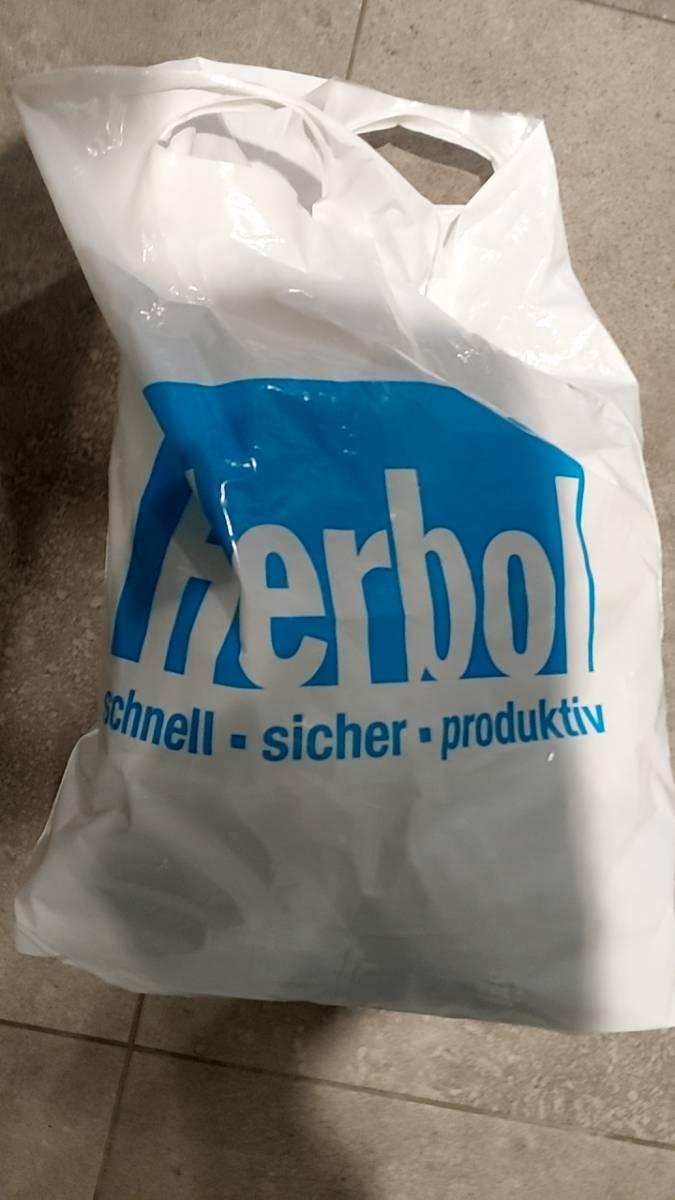 herbol
schnell ▪ sicher ▪ produktiv